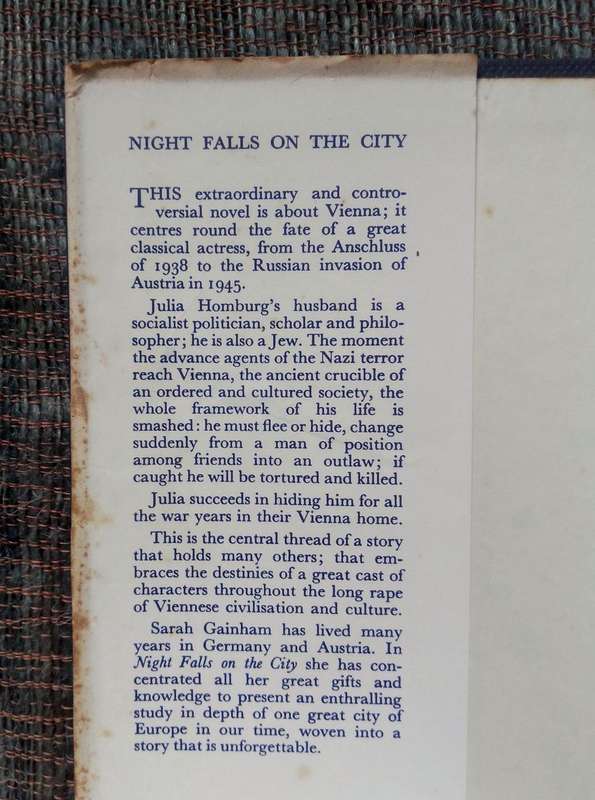 NIGHT FALLS ON THE CITY
THIS extraordinary and contro-
versial novel is about Vienna; it
centres round the fate of a great
classical actress, from the Anschluss
of 1938 to the Russian invasion of
Austria in 1945.
Julia Homburg's husband is a
socialist politician, scholar and philo-
sopher; he is also a Jew. The moment
the advance agents of the Nazi terror
reach Vienna, the ancient crucible of
an ordered and cultured society, the
whole framework of his life is
smashed: he must flee or hide, change
suddenly from a man of position
among friends into an outlaw; if
caught he will be tortured and killed.
Julia succeeds in hiding him for all
the war years in their Vienna home.
This is the central thread of a story
that holds many others; that em-
braces the destinies of a great cast of
characters throughout the long rape
of Viennese civilisation and culture.
Sarah Gainham has lived many
years in Germany and Austria. In
Night Falls on the City she has con-
centrated all her great gifts and
knowledge to present an enthralling
study in depth of one great city of
Europe in our time, woven into a
story that is unforgettable.